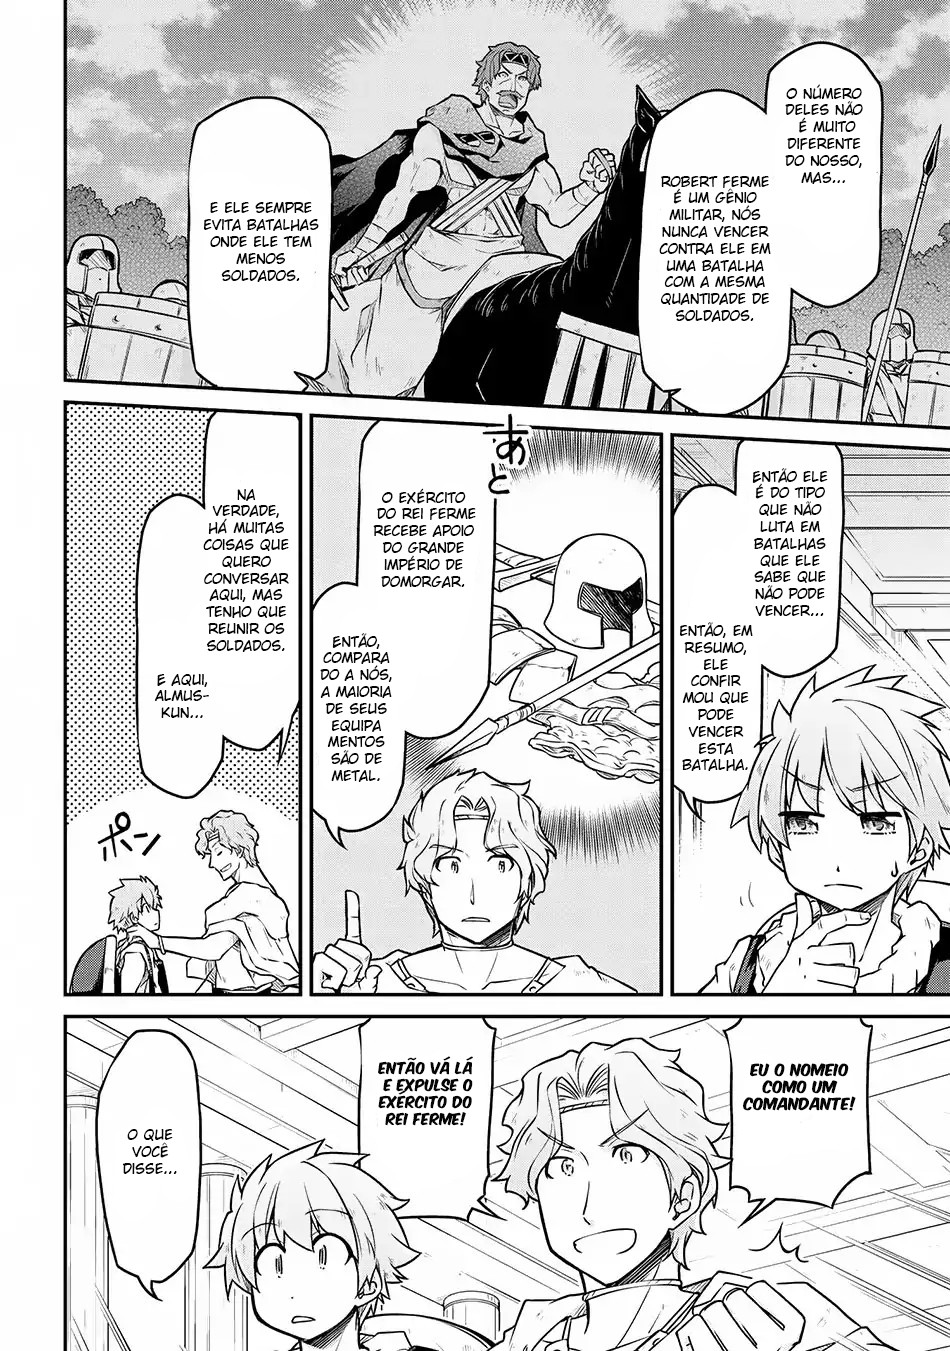 O NÚMERO
DELES NÃO
É MUITO
DIFERENTE
DO NOSSO,
MAS...
ROBERT FERME
É UM GÊNIO
MILITAR, NÓS
NUNCA VENCER
CONTRA ELE EM
UMA BATALHA
COM A MESMA
QUANTIDADE DE
SOLDADOS.
E ELE SEMPRE
EVITA BATALHAS
ONDE ELE TEM
MENOS
SOLDADOS.
ENTÃO ELE
É DO TIPO
QUE NÃO
LUTA EM
BATALHAS
QUE ELE
SABE QUE
NÃO PODE
VENCER...
ENTÃO, EM
RESUMO,
ELE
CONFIR
MOU QUE
PODE
VENCER
ESTA
BATALHA.
あと
O EXÉRCITO
DO REI FERME
RECEBE APOIO
DO GRANDE
IMPÉRIO DE
DOMORGAR.
ENTÃO,
COMPARA
DO A NÓS,
A MAIORIA
DE SEUS
EQUIPA
MENTOS
SÃO DE
METAL.
NA
VERDADE,
HÁ MUITAS
COISAS QUE
QUERO
CONVERSAR
AQUI, MAS
TENHO QUE
REUNIR OS
SOLDADOS.
E AQUI,
ALMUS-
KUN...
ポン
EU O NOMEIO
COMO UM
COMANDANTE!
ENTÃO VÁ LÁ
E EXPULSE O
EXÉRCITO DO
REI FERME!
O QUE
VOCÊ
DISSE...